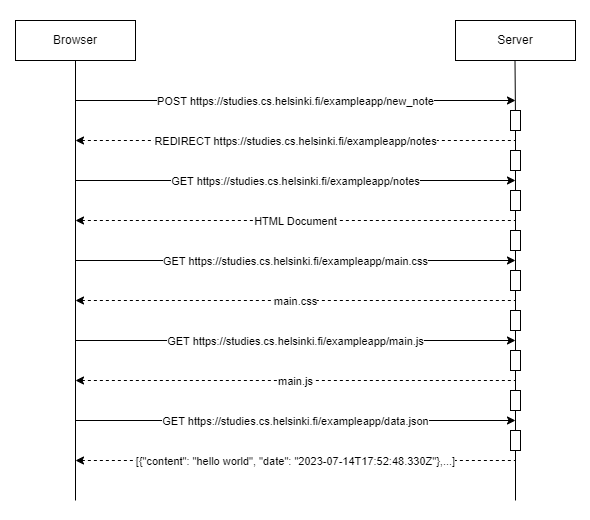 Browser
Server
POST https://studies.cs.helsinki.fi/exampleapp/new_note
REDIRECT https://studies.cs.helsinki.fi/exampleapp/notes
GET https://studies.cs.helsinki.fi/exampleapp/notes
HTML Document
GET https://studies.cs.helsinki.fi/exampleapp/main.css
main.css
GET https://studies.cs.helsinki.fi/exampleapp/main.js
main.js
GET https://studies.cs.helsinki.fi/exampleapp/data.json
[{"content": "hello world", "date": "2023-07-14T17:52:48.330Z"},...]